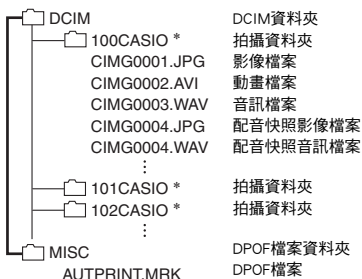 DCIM DCIM資料夾
100CASIO * 拍攝資料夾
CIMG0001.JPG 影像檔案
CIMG0002.AVI 動畫檔案
CIMG0003.WAV 音訊檔案
CIMG0004.JPG 配音快照影像檔案
CIMG0004.WAV 配音快照音訊檔案
⋮
101CASIO * 拍攝資料夾
102CASIO * 拍攝資料夾
⋮
MISC DPOF檔案資料夾
AUTPRINT.MRK DPOF檔案